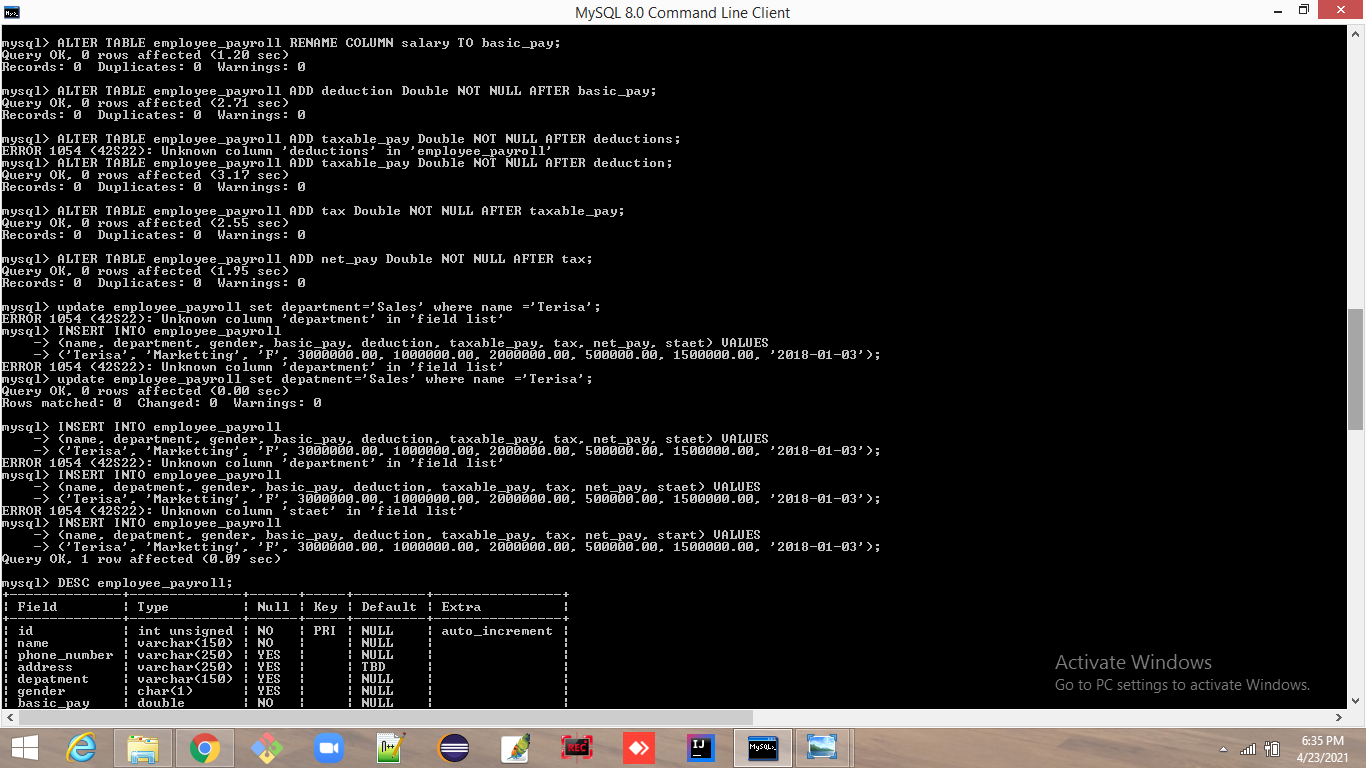 MySQL 8.0 Command Line Client
mysql> ALTER TABLE employee_payroll RENAME COLUMN salary TO basic_pay;
Query OK, 0 rows affected (1.20 sec)
Records: 0  Duplicates: 0  Warnings: 0
mysql> ALTER TABLE employee_payroll ADD deduction Double NOT NULL AFTER basic_pay;
Query OK, 0 rows affected (2.71 sec)
Records: 0  Duplicates: 0  Warnings: 0
mysql> ALTER TABLE employee_payroll ADD taxable_pay Double NOT NULL AFTER deductions;
ERROR 1054 (42S22): Unknown column 'deductions' in 'employee_payroll'
mysql> ALTER TABLE employee_payroll ADD taxable_pay Double NOT NULL AFTER deduction;
Query OK, 0 rows affected (3.17 sec)
Records: 0  Duplicates: 0  Warnings: 0
mysql> ALTER TABLE employee_payroll ADD tax Double NOT NULL AFTER taxable_pay;
Query OK, 0 rows affected (2.55 sec)
Records: 0  Duplicates: 0  Warnings: 0
mysql> ALTER TABLE employee_payroll ADD net_pay Double NOT NULL AFTER tax;
Query OK, 0 rows affected (1.95 sec)
Records: 0  Duplicates: 0  Warnings: 0
mysql> update employee_payroll set department='Sales' where name ='Terisa';
ERROR 1054 (42S22): Unknown column 'department' in 'field list'
mysql> INSERT INTO employee_payroll
    -> (name, department, gender, basic_pay, deduction, taxable_pay, tax, net_pay, staet) VALUES
    -> ('Terisa', 'Marketting', 'F', 3000000.00, 1000000.00, 2000000.00, 500000.00, 1500000.00, '2018-01-03');
ERROR 1054 (42S22): Unknown column 'department' in 'field list'
mysql> update employee_payroll set depatment='Sales' where name ='Terisa';
Query OK, 0 rows affected (0.00 sec)
Rows matched: 0  Changed: 0  Warnings: 0
mysql> INSERT INTO employee_payroll
    -> (name, department, gender, basic_pay, deduction, taxable_pay, tax, net_pay, staet) VALUES
    -> ('Terisa', 'Marketting', 'F', 3000000.00, 1000000.00, 2000000.00, 500000.00, 1500000.00, '2018-01-03');
ERROR 1054 (42S22): Unknown column 'department' in 'field list'
mysql> INSERT INTO employee_payroll
    -> (name, depatment, gender, basic_pay, deduction, taxable_pay, tax, net_pay, staet) VALUES
    -> ('Terisa', 'Marketting', 'F', 3000000.00, 1000000.00, 2000000.00, 500000.00, 1500000.00, '2018-01-03');
ERROR 1054 (42S22): Unknown column 'staet' in 'field list'
mysql> INSERT INTO employee_payroll
    -> (name, depatment, gender, basic_pay, deduction, taxable_pay, tax, net_pay, start) VALUES
    -> ('Terisa', 'Marketting', 'F', 3000000.00, 1000000.00, 2000000.00, 500000.00, 1500000.00, '2018-01-03');
Query OK, 1 row affected (0.09 sec)
mysql> DESC employee_payroll;
| Field | Type | Null | Key | Default | Extra |
| id | int unsigned | NO | PRI | NULL | auto_increment |
| name | varchar(150) | NO | | NULL | |
| phone_number | varchar(250) | YES | | NULL | |
| address | varchar(250) | YES | | TBD | |
| depatment | varchar(150) | YES | | NULL | |
| gender | char(1) | YES | | NULL | |
| basic_pay | double | NO | | NULL | |
Activate Windows
Go to PC settings to activate Windows.
REC
IJ
MySQL
6:35 PM
4/23/2021